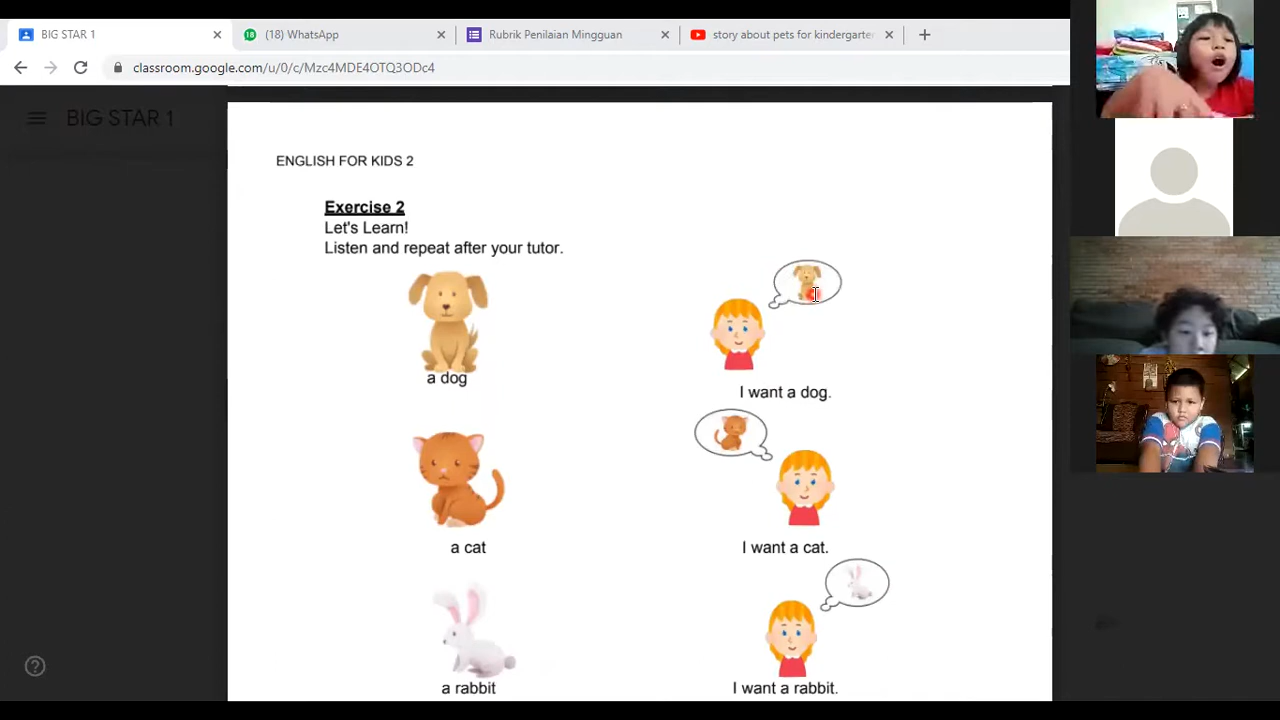 BIG STAR 1
(18) WhatsApp
Rubrik Penilaian Mingguan
story about pets for kindergarte
classroom.google.com/u/0/c/Mzc4MDE4OTQ3ODc4
BIG STAR 1
ENGLISH FOR KIDS 2
Exercise 2
Let's Learn!
Listen and repeat after your tutor.
a dog
I want a dog.
a cat
I want a cat.
a rabbit
I want a rabbit.